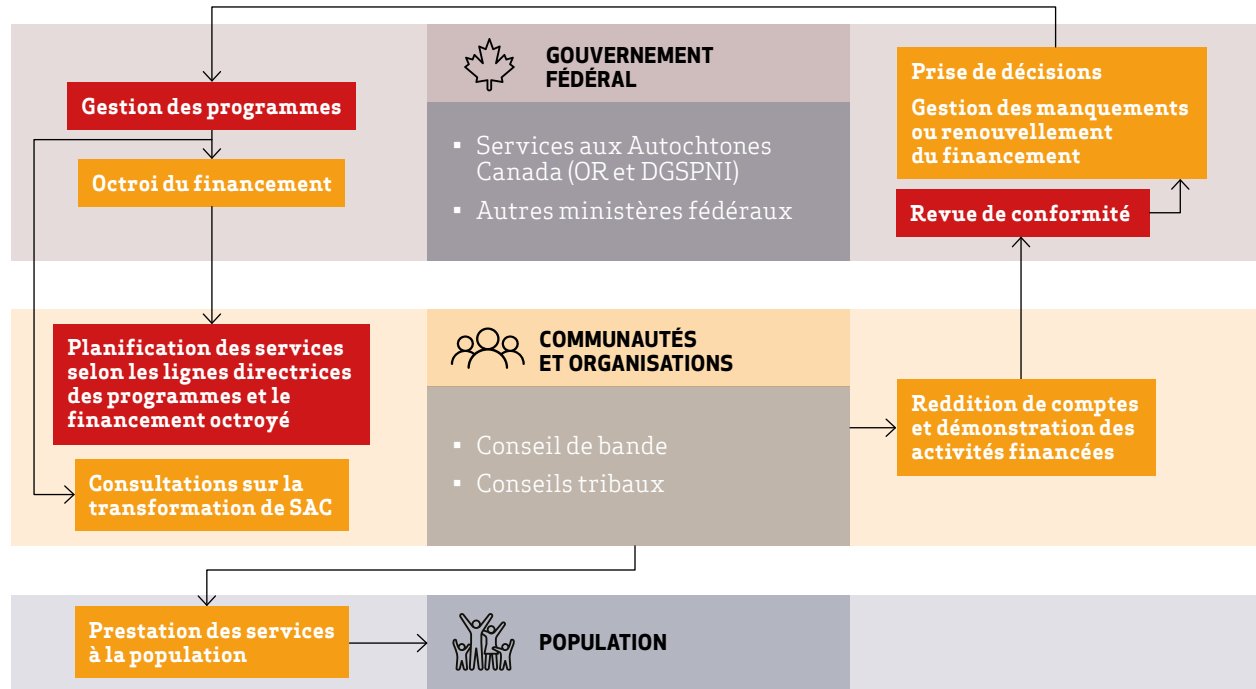 Gestion des programmes
Octroi du financement
GOUVERNEMENT
FÉDÉRAL
▪ Services aux Autochtones
Canada (OR et DGSPNI)
▪ Autres ministères fédéraux
Prise de décisions
Gestion des manquements
ou renouvellement
du financement
Revue de conformité
Planification des services
selon les lignes directrices
des programmes et le
financement octroyé
Consultations sur la
transformation de SAC
COMMUNAUTÉS
ET ORGANISATIONS
▪ Conseil de bande
▪ Conseils tribaux
Reddition de comptes
et démonstration des
activités financées
Prestation des services
à la population
POPULATION